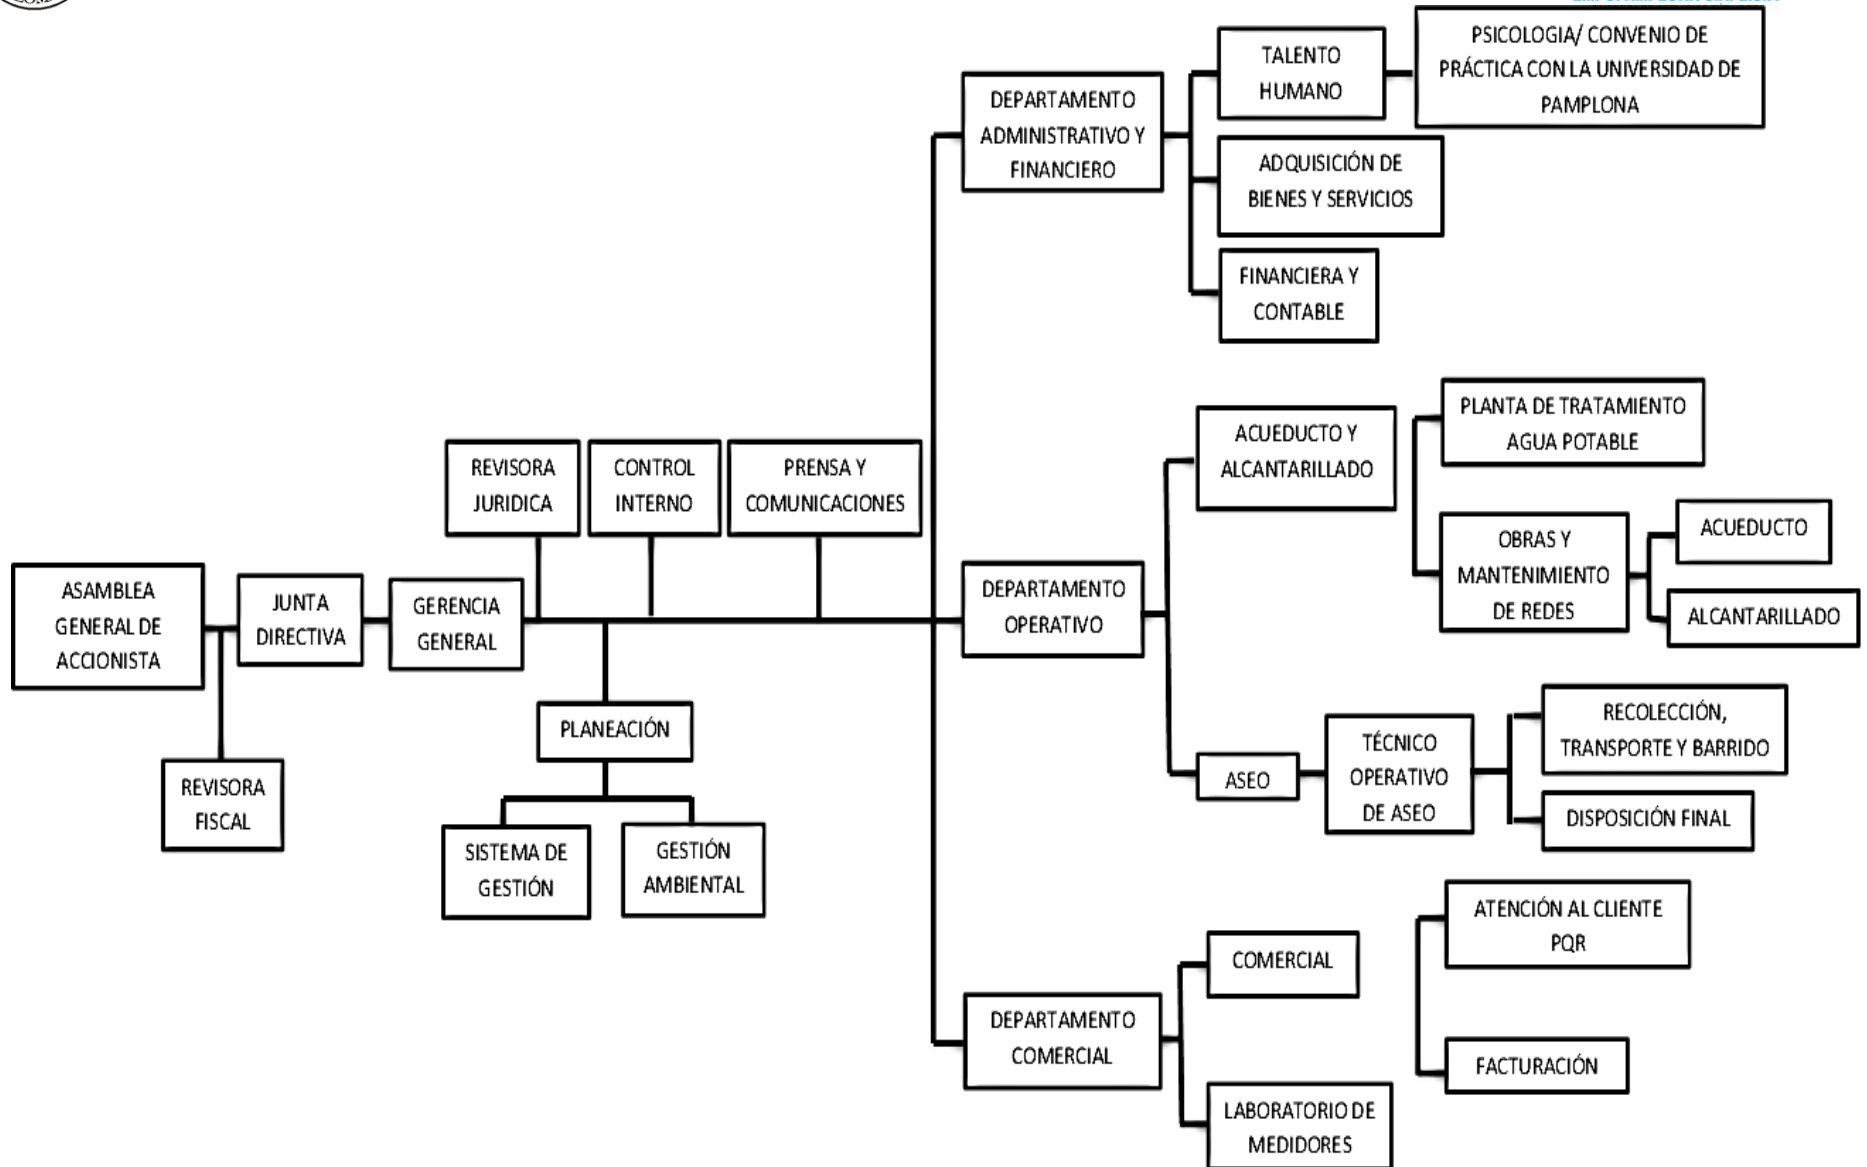 PSICOLOGIA/ CONVENIO DE
PRÁCTICA CON LA UNIVERSIDAD DE
PAMPLONA
TALENTO
HUMANO
DEPARTAMENTO
ADMINISTRATIVO Y
FINANCIERO
ADQUISICIÓN DE
BIENES Y SERVICIOS
FINANCIERA Y
CONTABLE
PLANTA DE TRATAMIENTO
AGUA POTABLE
ACUEDUCTO Y
ALCANTARILLADO
REVISORA
JURIDICA
CONTROL
INTERNO
PRENSA Y
COMUNICACIONES
OBRAS Y
MANTENIMIENTO
DE REDES
ACUEDUCTO
ALCANTARILLADO
ASAMBLEA
GENERAL DE
ACCIONISTA
JUNTA
DIRECTIVA
GERENCIA
GENERAL
DEPARTAMENTO
OPERATIVO
PLANEACIÓN
REVISORA
FISCAL
SISTEMA DE
GESTIÓN
GESTIÓN
AMBIENTAL
ASEO
TÉCNICO
OPERATIVO
DE ASEO
RECOLECCIÓN,
TRANSPORTE Y BARRIDO
DISPOSICIÓN FINAL
DEPARTAMENTO
COMERCIAL
COMERCIAL
LABORATORIO DE
MEDIDORES
ATENCIÓN AL CLIENTE
PQR
FACTURACIÓN